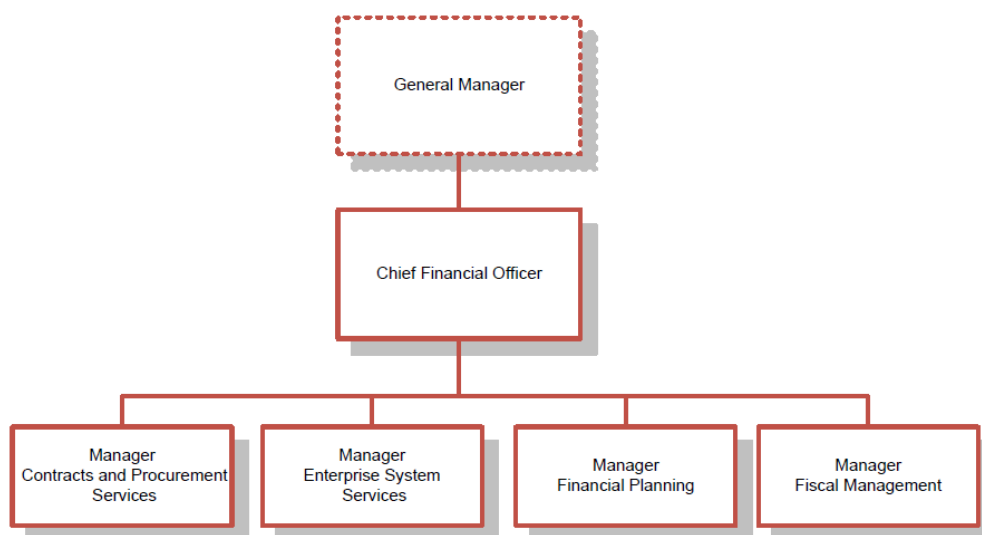 General Manager
Chief Financial Officer
Manager
Contracts and Procurement
Services
Manager
Enterprise System
Services
Manager
Financial Planning
Manager
Fiscal Management